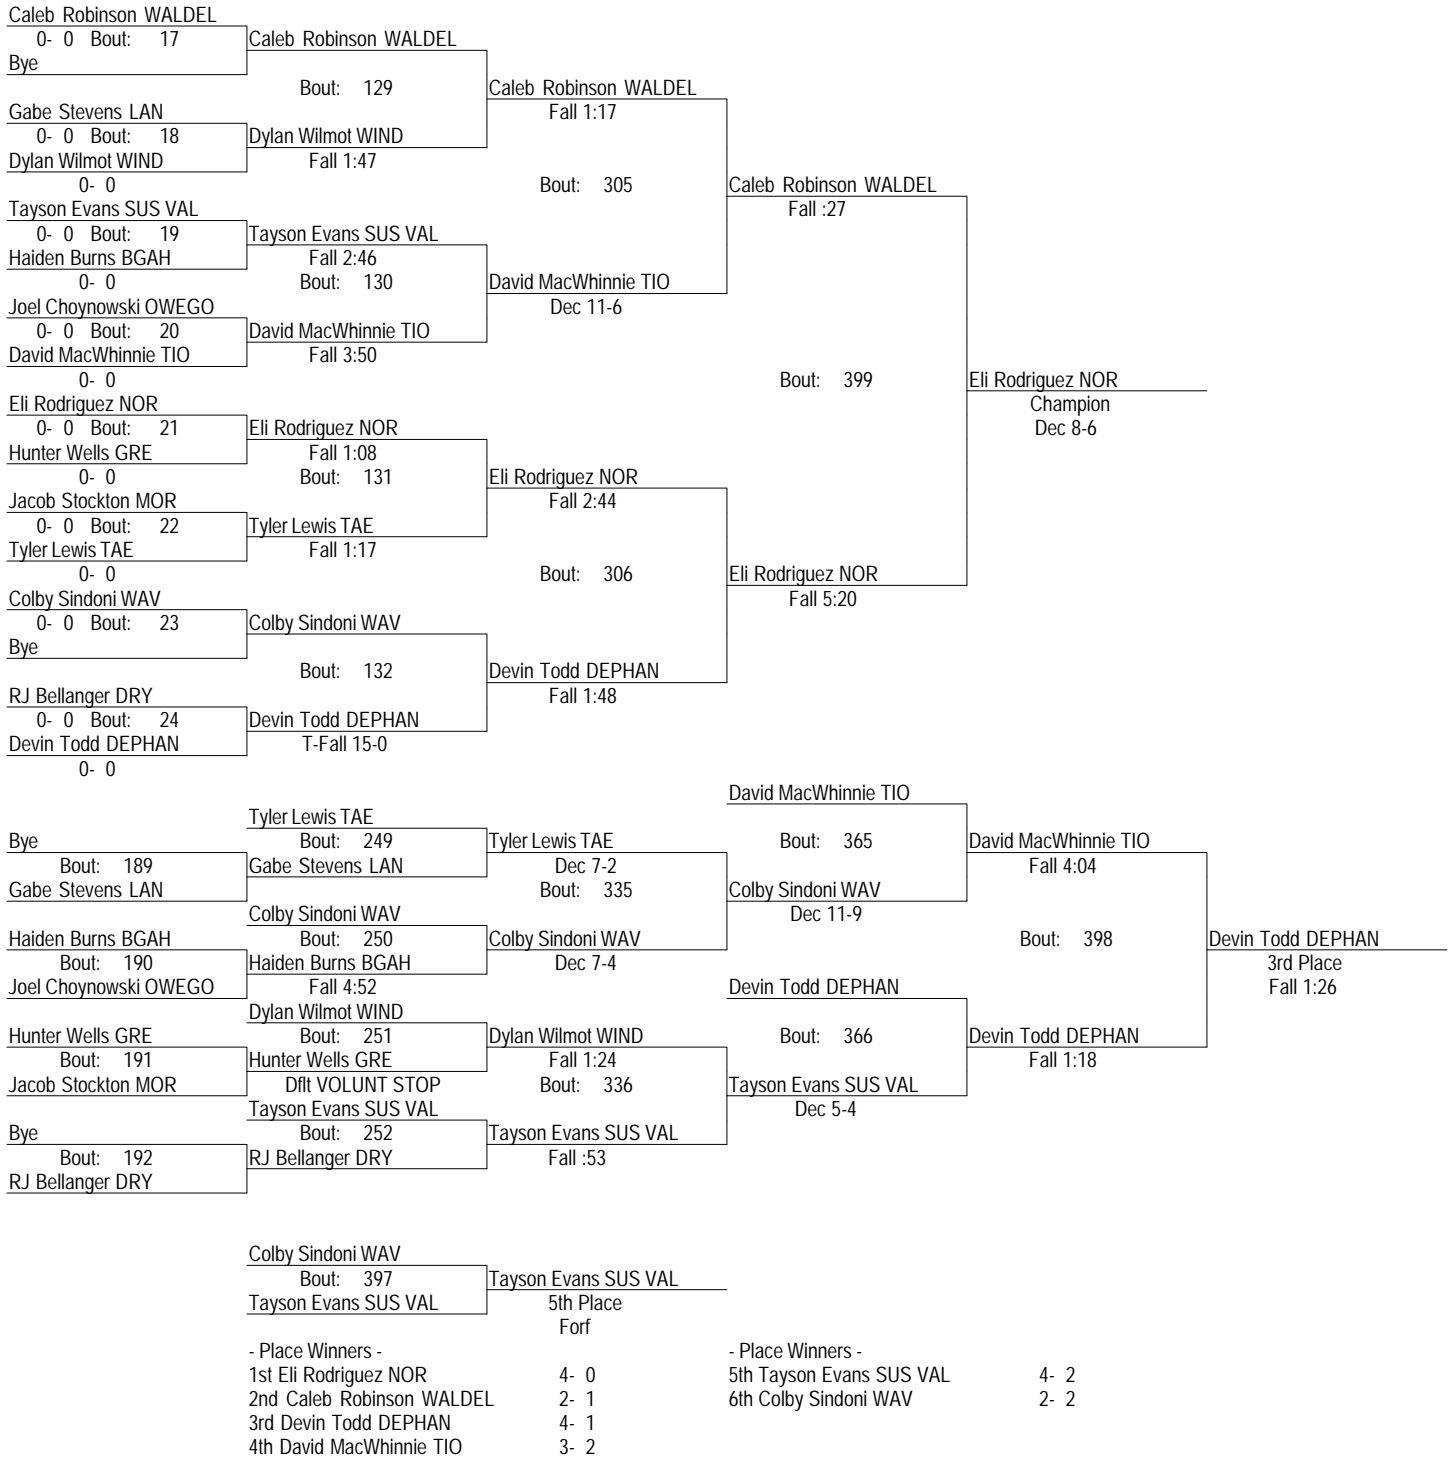 Caleb Robinson WALDEL
0- 0 Bout: 17 Caleb Robinson WALDEL
Bye
Bout: 129 Caleb Robinson WALDEL
Gabe Stevens LAN Fall 1:17
0- 0 Bout: 18 Dylan Wilmot WIND
Dylan Wilmot WIND Fall 1:47
0- 0 Bout: 305 Caleb Robinson WALDEL
Tayson Evans SUS VAL Fall :27
0- 0 Bout: 19 Tayson Evans SUS VAL
Haiden Burns BGAH Fall 2:46
0- 0 Bout: 130 David MacWhinnie TIO
Joel Choynowski OWEGO Dec 11-6
0- 0 Bout: 20 David MacWhinnie TIO
David MacWhinnie TIO Fall 3:50
0- 0 Bout: 399 Eli Rodriguez NOR
Eli Rodriguez NOR Champion
0- 0 Bout: 21 Eli Rodriguez NOR Dec 8-6
Hunter Wells GRE Fall 1:08
0- 0 Bout: 131 Eli Rodriguez NOR
Jacob Stockton MOR Fall 2:44
0- 0 Bout: 22 Tyler Lewis TAE
Tyler Lewis TAE Fall 1:17
0- 0 Bout: 306 Eli Rodriguez NOR
Colby Sindoni WAV Fall 5:20
0- 0 Bout: 23 Colby Sindoni WAV
Bye
Bout: 132 Devin Todd DEPHAN
RJ Bellanger DRY Fall 1:48
0- 0 Bout: 24 Devin Todd DEPHAN
Devin Todd DEPHAN T-Fall 15-0
0- 0
David MacWhinnie TIO
Tyler Lewis TAE
Bye Bout: 249 Tyler Lewis TAE Bout: 365 David MacWhinnie TIO
Bout: 189 Gabe Stevens LAN Dec 7-2 Fall 4:04
Gabe Stevens LAN Bout: 335 Colby Sindoni WAV
Colby Sindoni WAV Dec 11-9
Haiden Burns BGAH Bout: 250 Colby Sindoni WAV Bout: 398 Devin Todd DEPHAN
Bout: 190 Haiden Burns BGAH Dec 7-4 3rd Place
Joel Choynowski OWEGO Fall 4:52 Devin Todd DEPHAN Fall 1:26
Dylan Wilmot WIND
Hunter Wells GRE Bout: 251 Dylan Wilmot WIND Bout: 366 Devin Todd DEPHAN
Bout: 191 Hunter Wells GRE Fall 1:24 Fall 1:18
Jacob Stockton MOR Dflt VOLUNT STOP Bout: 336 Tayson Evans SUS VAL
Tayson Evans SUS VAL Dec 5-4
Bye Bout: 252 Tayson Evans SUS VAL
Bout: 192 RJ Bellanger DRY Fall :53
RJ Bellanger DRY
Colby Sindoni WAV
Bout: 397 Tayson Evans SUS VAL
Tayson Evans SUS VAL 5th Place
Forf
- Place Winners - - Place Winners -
1st Eli Rodriguez NOR 4- 0 5th Tayson Evans SUS VAL 4- 2
2nd Caleb Robinson WALDEL 2- 1 6th Colby Sindoni WAV 2- 2
3rd Devin Todd DEPHAN 4- 1
4th David MacWhinnie TIO 3- 2